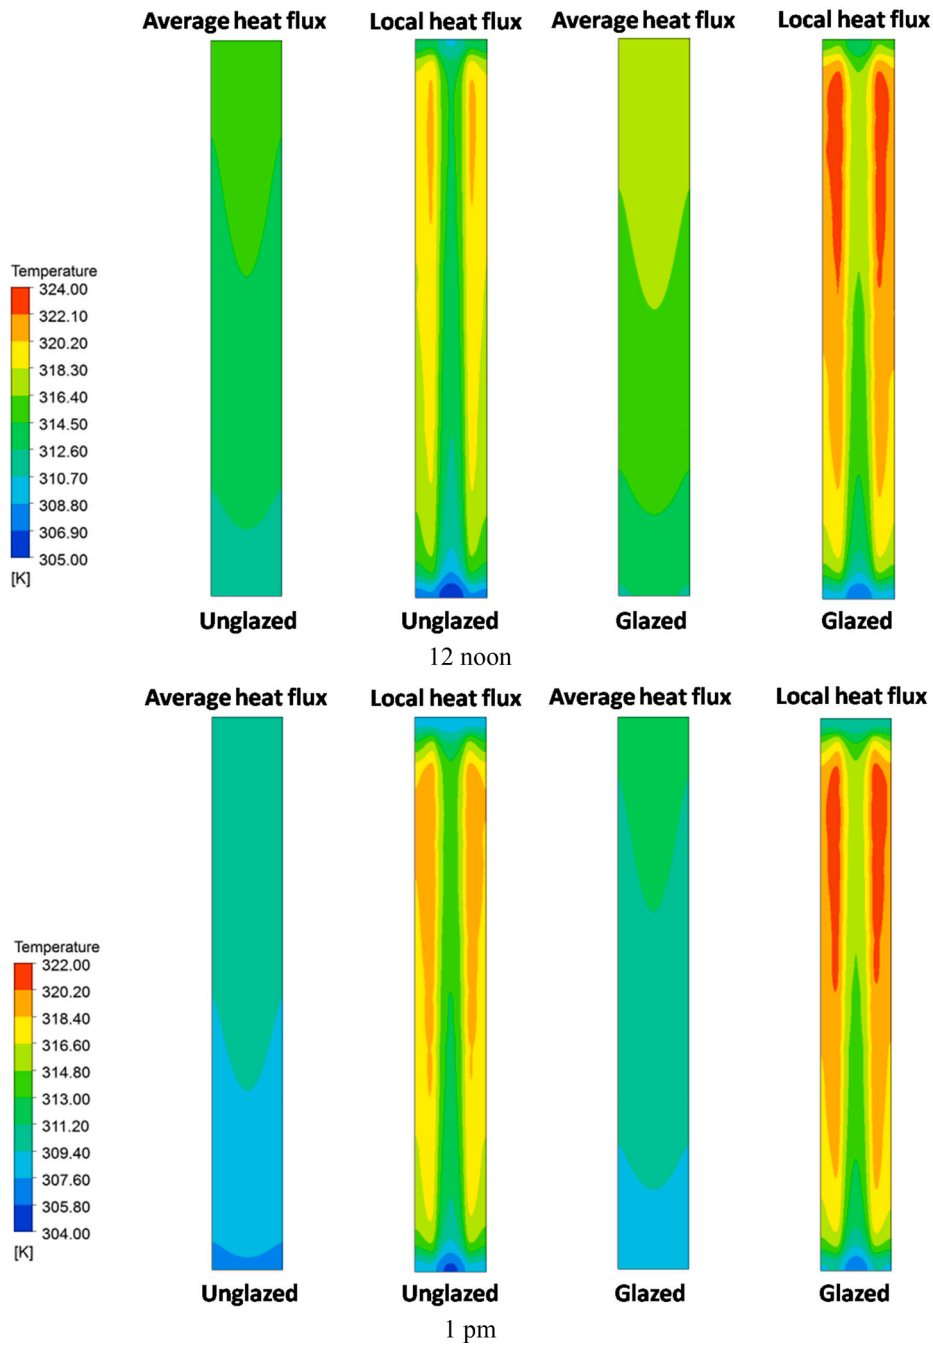 Average heat flux Local heat flux Average heat flux Local heat flux
Temperature
324.00
322.10
320.20
318.30
316.40
314.50
312.60
310.70
308.80
306.90
305.00
[K]
Unglazed Unglazed Glazed Glazed
12 noon
Average heat flux Local heat flux Average heat flux Local heat flux
Temperature
322.00
320.20
318.40
316.60
314.80
313.00
311.20
309.40
307.60
305.80
304.00
[K]
Unglazed Unglazed Glazed Glazed
1 pm